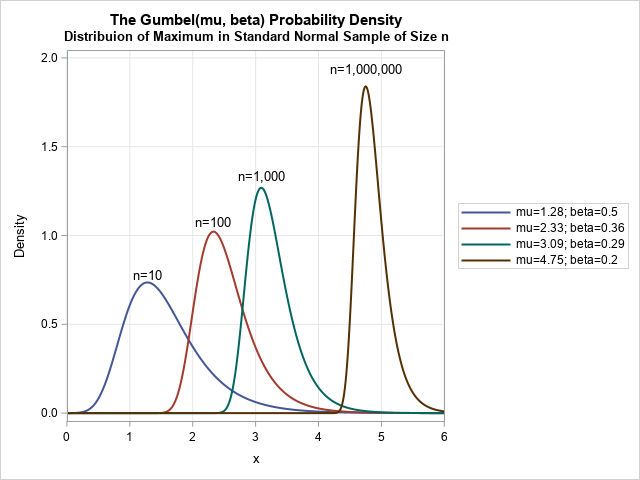 The Gumbel(mu, beta) Probability Density
Distribuion of Maximum in Standard Normal Sample of Size n
2.0
n=1,000,000
1.5
n=1,000
n=100
1.0
n=10
0.5
0.0
Density
0 1 2 3 4 5 6
x
mu=1.28; beta=0.5
mu=2.33; beta=0.36
mu=3.09; beta=0.29
mu=4.75; beta=0.2